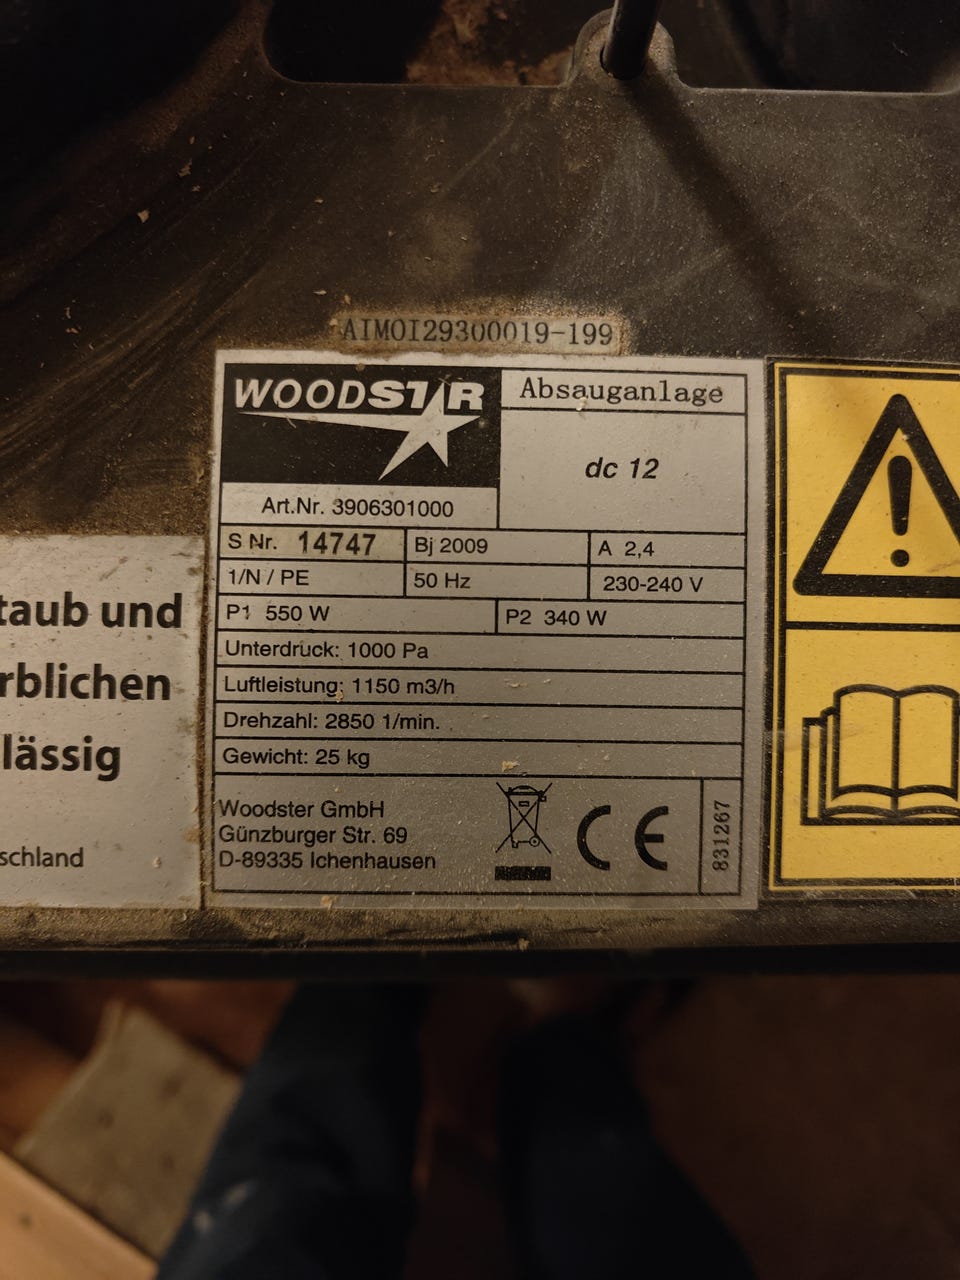 AIMOI29300019-199
WOODSTAR
Absauganlage
dc 12
Art.Nr. 3906301000
S Nr. 14747
Bj 2009
A 2,4
1/N / PE
50 Hz
230-240 V
P1 550 W
P2 340 W
Unterdruck: 1000 Pa
Luftleistung: 1150 m3/h
Drehzahl: 2850 1/min.
Gewicht: 25 kg
Woodster GmbH
Günzburger Str. 69
D-89335 Ichenhausen
CE
831267
taub und
rblichen
lässig
schland